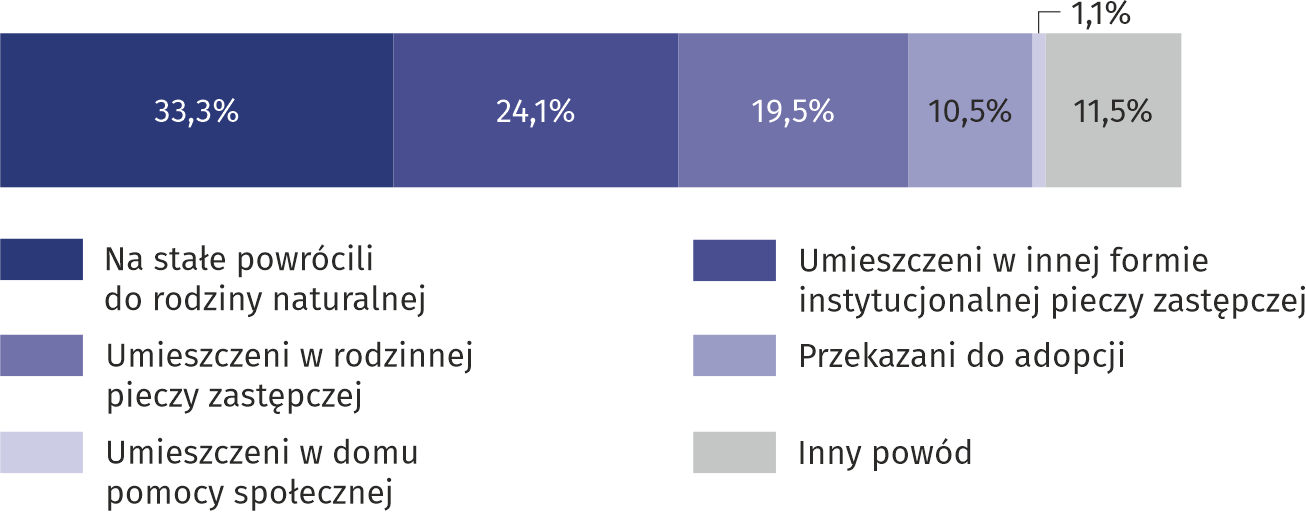 1,1%
33,3%
24,1%
19,5%
10,5%
11,5%
Na stałe powrócili
do rodziny naturalnej
Umieszczeni w innej formie
instytucjonalnej pieczy zastępczej
Umieszczeni w rodzinnej
pieczy zastępczej
Przekazani do adopcji
Umieszczeni w domu
pomocy społecznej
Inny powód